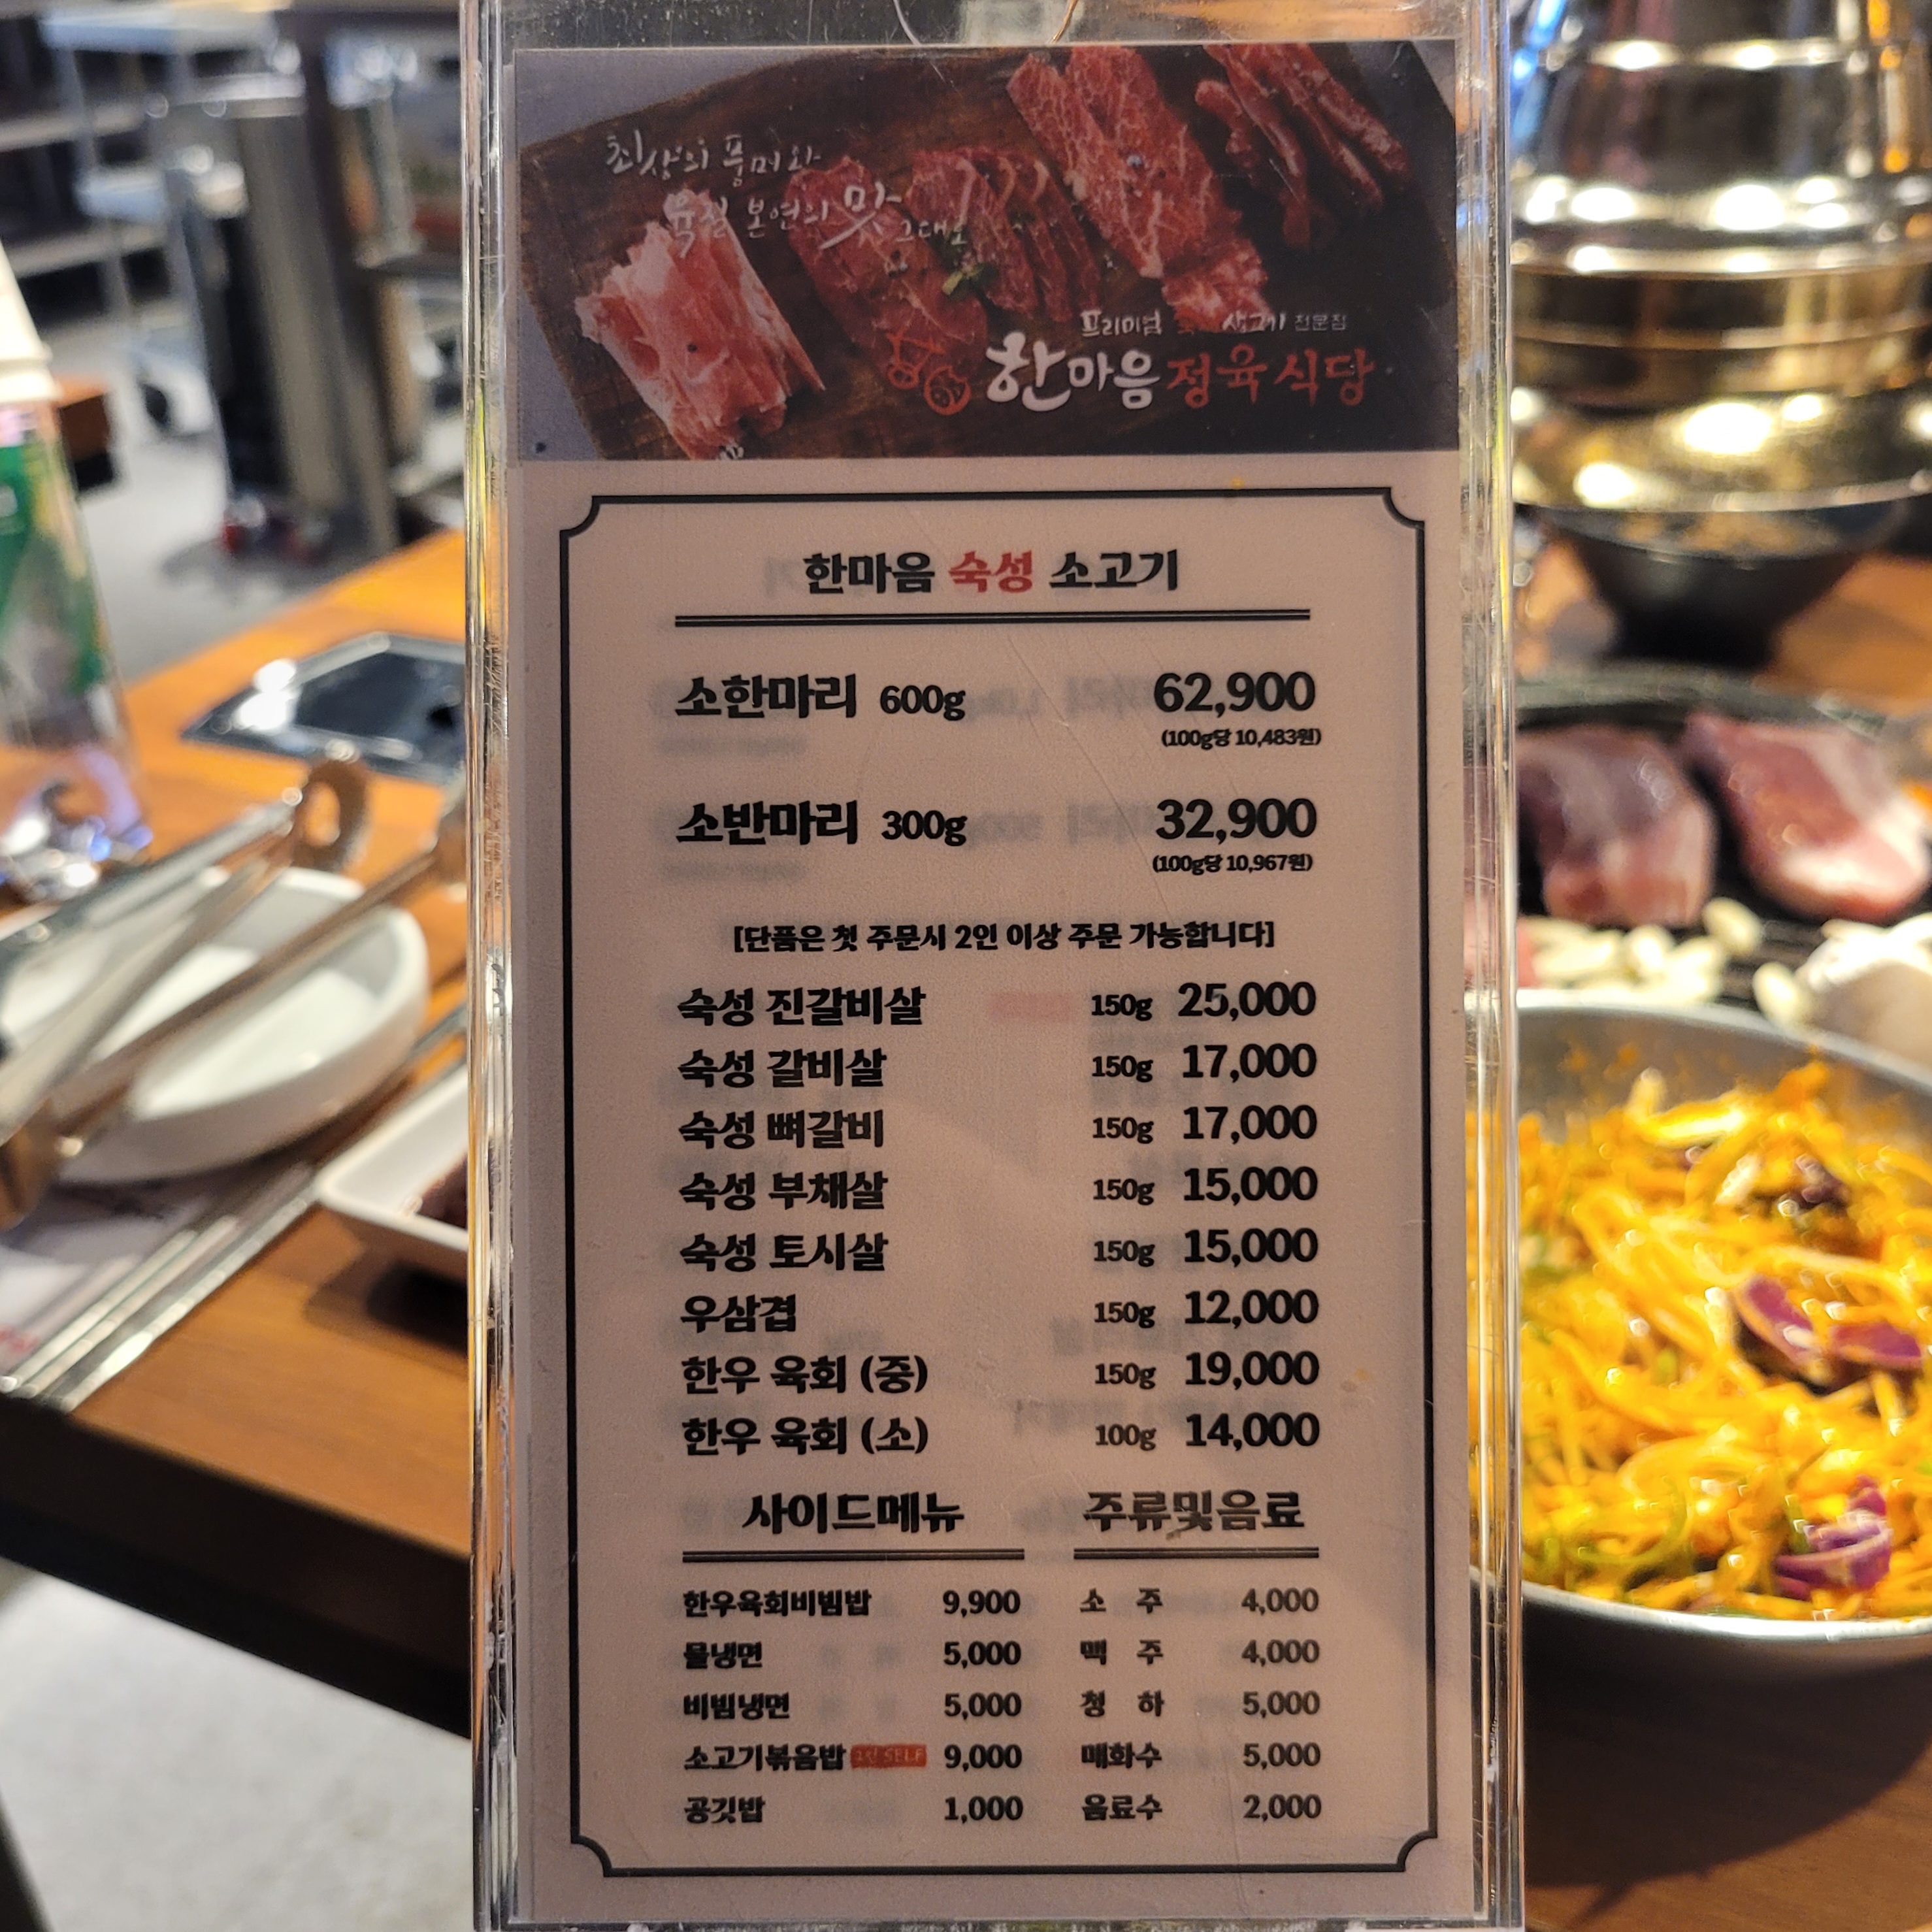 최상의 풍미와
육질 본연의 맛 그대로
프리미엄 숙성 생고기 전문점
한마음정육식당
한마음 숙성 소고기
소한마리 600g 62,900
(100g당 10,483원)
소반마리 300g 32,900
(100g당 10,967원)
[단품은 첫 주문시 2인 이상 주문 가능합니다]
숙성 진갈비살 150g 25,000
숙성 갈비살 150g 17,000
숙성 뼈갈비 150g 17,000
숙성 부채살 150g 15,000
숙성 토시살 150g 15,000
우삼겹 150g 12,000
한우 육회 (중) 150g 19,000
한우 육회 (소) 100g 14,000
사이드메뉴
한우육회비빔밥 9,900
물냉면 5,000
비빔냉면 5,000
소고기볶음밥 SELF 9,000
공깃밥 1,000
주류및음료
소 주 4,000
맥 주 4,000
청 하 5,000
매화수 5,000
음료수 2,000